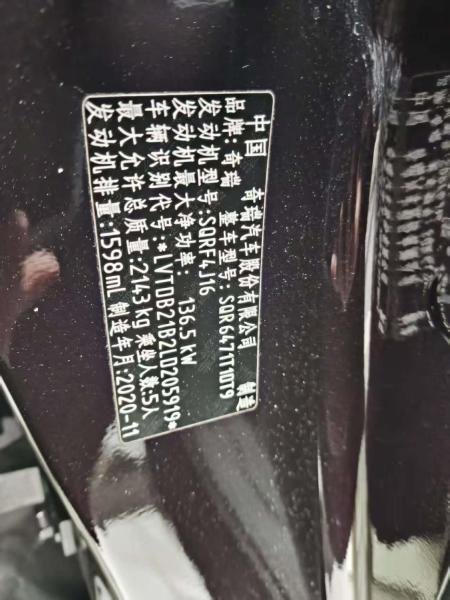 中国 奇瑞汽车股份有限公司 制造
品牌:奇瑞 整车型号:SQR6471T1DT9
发动机型号:SQRF4J16
发动机最大净功率: 136.5 kW
车辆识别代号:*LVTDB21B2LD205919*
最大允许总质量:2143kg 乘坐人数:5人
发动机排量:1598mL 制造年月:2020-11